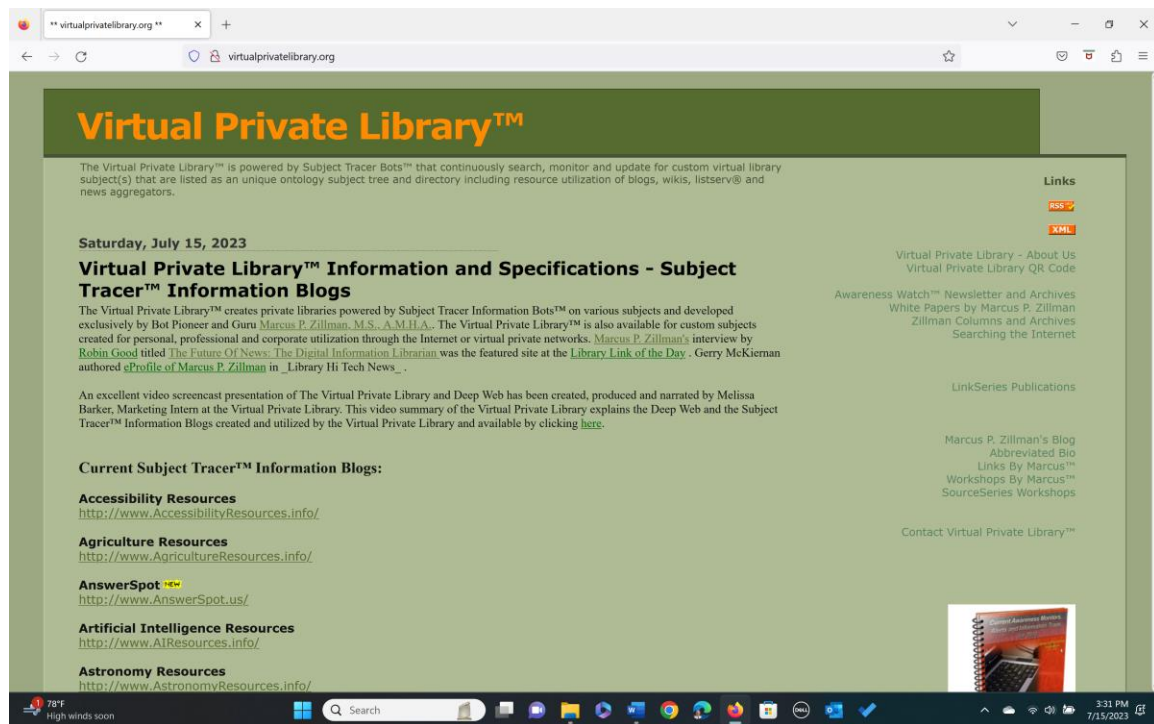 ** virtualprivatelibrary.org **
virtualprivatelibrary.org
Virtual Private Library™
The Virtual Private Library™ is powered by Subject Tracer Bots™ that continuously search, monitor and update for custom virtual library
subject(s) that are listed as an unique ontology subject tree and directory including resource utilization of blogs, wikis, listserv® and
news aggregators.
Links
RSS
XML
Saturday, July 15, 2023
Virtual Private Library™ Information and Specifications - Subject
Tracer™ Information Blogs
The Virtual Private Library™ creates private libraries powered by Subject Tracer Information Bots™ on various subjects and developed
exclusively by Bot Pioneer and Guru Marcus P. Zillman, M.S., A.M.H.A.. The Virtual Private Library™ is also available for custom subjects
created for personal, professional and corporate utilization through the Internet or virtual private networks. Marcus P. Zillman's interview by
Robin Good titled The Future Of News: The Digital Information Librarian was the featured site at the Library Link of the Day . Gerry McKiernan
authored eProfile of Marcus P. Zillman in _Library Hi Tech News_ .
An excellent video screencast presentation of The Virtual Private Library and Deep Web has been created, produced and narrated by Melissa
Barker, Marketing Intern at the Virtual Private Library. This video summary of the Virtual Private Library explains the Deep Web and the Subject
Tracer™ Information Blogs created and utilized by the Virtual Private Library and available by clicking here.
Current Subject Tracer™ Information Blogs:
Accessibility Resources
http://www.AccessibilityResources.info/
Agriculture Resources
http://www.AgricultureResources.info/
AnswerSpot NEW
http://www.AnswerSpot.us/
Artificial Intelligence Resources
http://www.AIResources.info/
Astronomy Resources
http://www.AstronomyResources.info/
Virtual Private Library - About Us
Virtual Private Library QR Code
Awareness Watch™ Newsletter and Archives
White Papers by Marcus P. Zillman
Zillman Columns and Archives
Searching the Internet
LinkSeries Publications
Marcus P. Zillman's Blog
Abbreviated Bio
Links By Marcus™
Workshops By Marcus™
SourceSeries Workshops
Contact Virtual Private Library™
1
78°F
High winds soon
Search
DELL
3:31 PM
7/15/2023